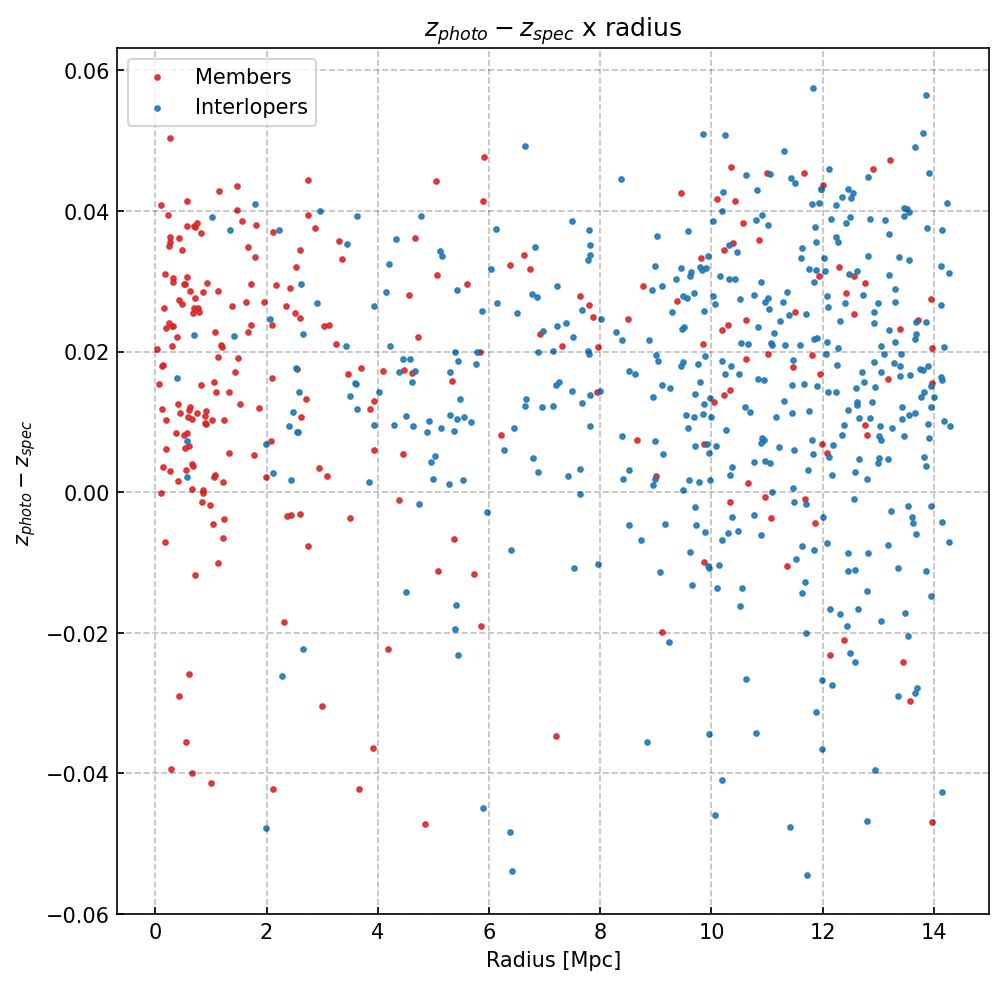 z_photo − z_spec x radius
Members
Interlopers
0.06
0.04
0.02
0.00
−0.02
−0.04
−0.06
z_photo − z_spec
0 2 4 6 8 10 12 14
Radius [Mpc]